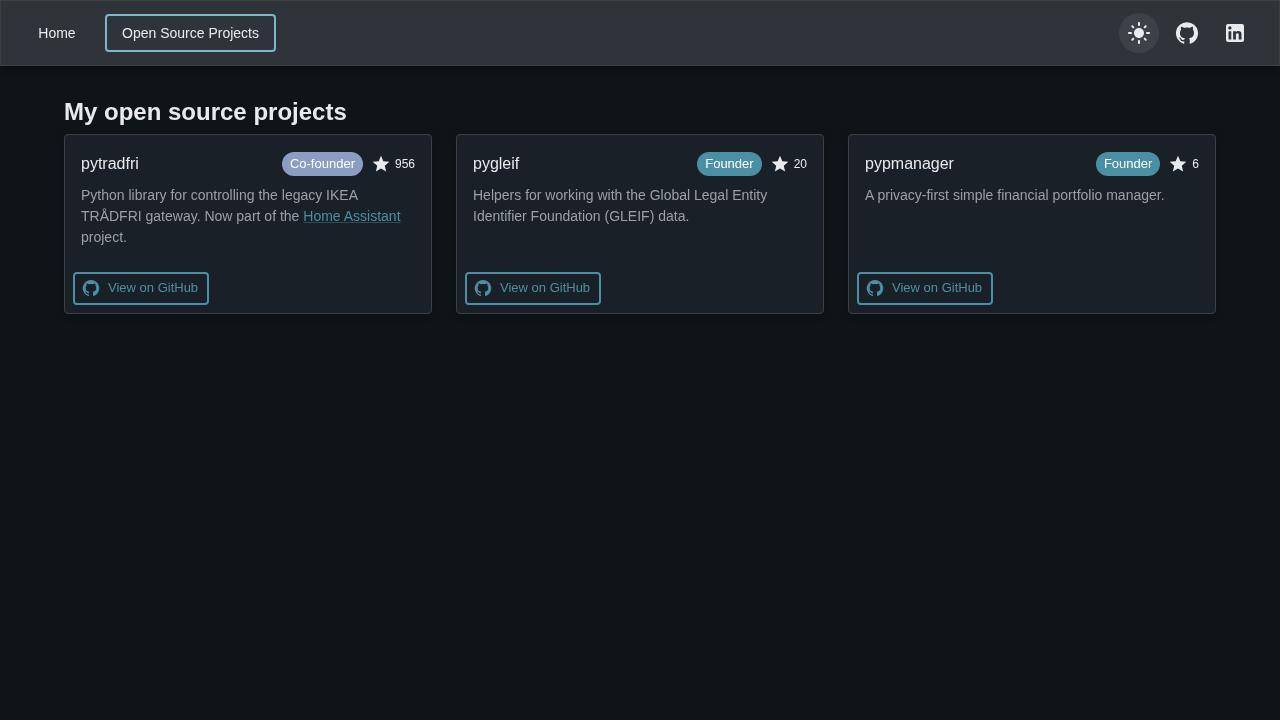 Home
Open Source Projects
My open source projects
pytradfri
Co-founder
956
Python library for controlling the legacy IKEA
TRÅDFRI gateway. Now part of the Home Assistant
project.
View on GitHub
pygleif
Founder
20
Helpers for working with the Global Legal Entity
Identifier Foundation (GLEIF) data.
View on GitHub
pypmanager
Founder
6
A privacy-first simple financial portfolio manager.
View on GitHub